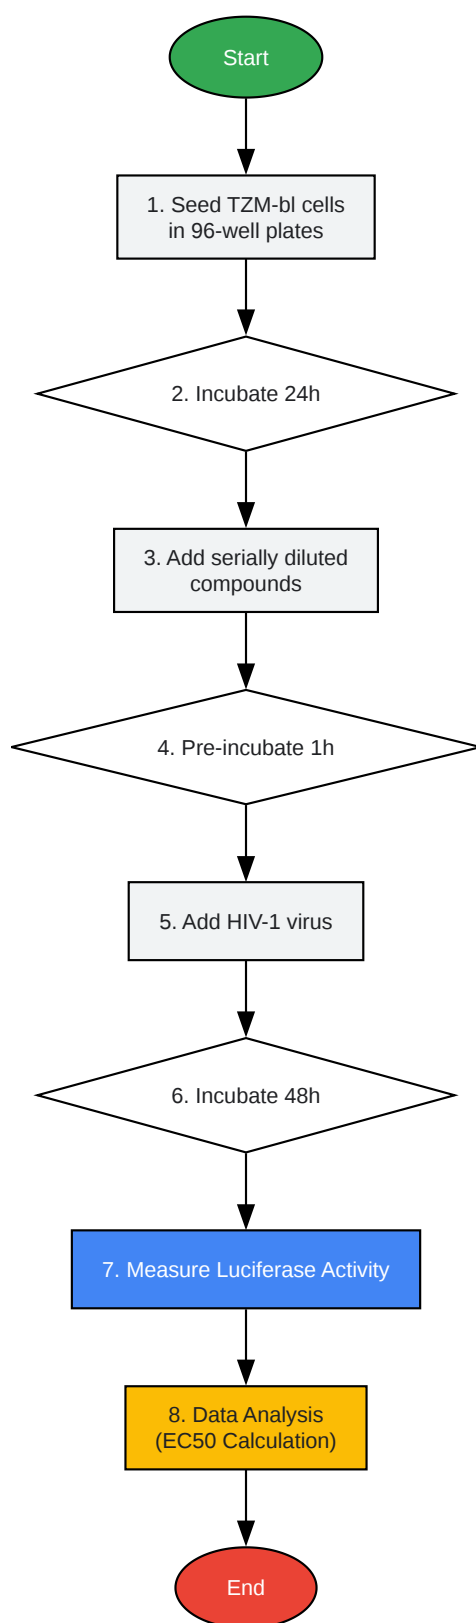 Start
1. Seed TZM-bl cells
in 96-well plates
2. Incubate 24h
3. Add serially diluted
compounds
4. Pre-incubate 1h
5. Add HIV-1 virus
6. Incubate 48h
7. Measure Luciferase Activity
8. Data Analysis
(EC50 Calculation)
End